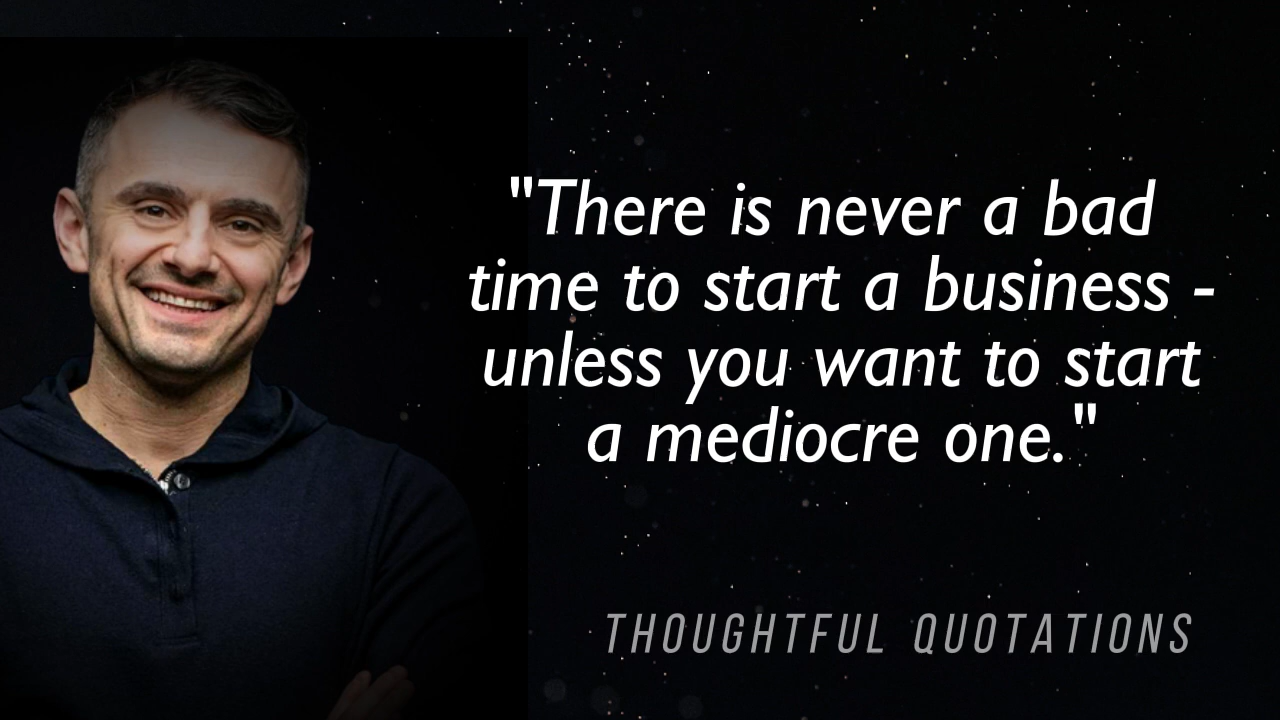 "There is never a bad
time to start a business -
unless you want to start
a mediocre one."
THOUGHTFUL QUOTATIONS